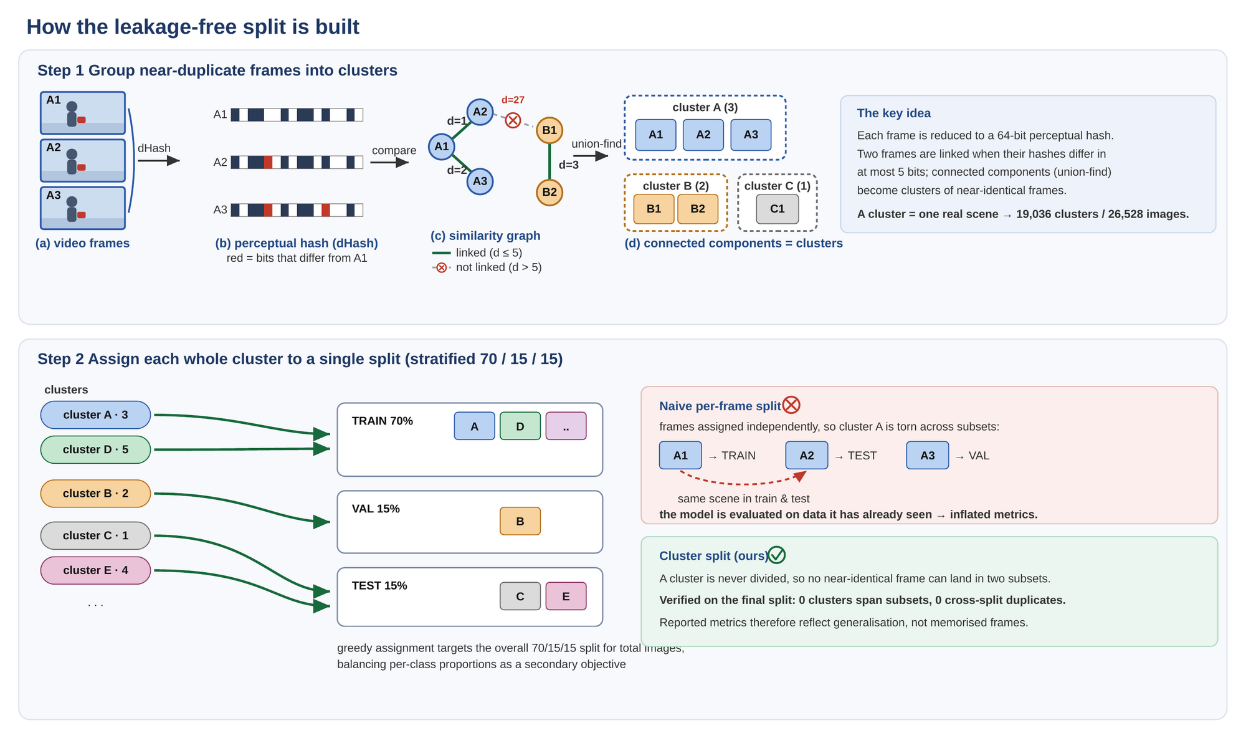 How the leakage-free split is built
Step 1 Group near-duplicate frames into clusters
A1
A2
A3
dHash
(a) video frames
A1
A2
A3
(b) perceptual hash (dHash)
red = bits that differ from A1
compare
A1
A2
A3
B1
B2
d=1
d=2
d=27
d=3
(c) similarity graph
linked (d ≤ 5)
not linked (d > 5)
union-find
cluster A (3)
A1 A2 A3
cluster B (2)
B1 B2
cluster C (1)
C1
(d) connected components = clusters
The key idea
Each frame is reduced to a 64-bit perceptual hash.
Two frames are linked when their hashes differ in
at most 5 bits; connected components (union-find)
become clusters of near-identical frames.
A cluster = one real scene → 19,036 clusters / 26,528 images.
Step 2 Assign each whole cluster to a single split (stratified 70 / 15 / 15)
clusters
cluster A · 3
cluster D · 5
cluster B · 2
cluster C · 1
cluster E · 4
. . .
TRAIN 70%
A D ..
VAL 15%
B
TEST 15%
C E
greedy assignment targets the overall 70/15/15 split for total images,
balancing per-class proportions as a secondary objective
Naive per-frame split
frames assigned independently, so cluster A is torn across subsets:
A1 → TRAIN A2 → TEST A3 → VAL
same scene in train & test
the model is evaluated on data it has already seen → inflated metrics.
Cluster split (ours)
A cluster is never divided, so no near-identical frame can land in two subsets.
Verified on the final split: 0 clusters span subsets, 0 cross-split duplicates.
Reported metrics therefore reflect generalisation, not memorised frames.